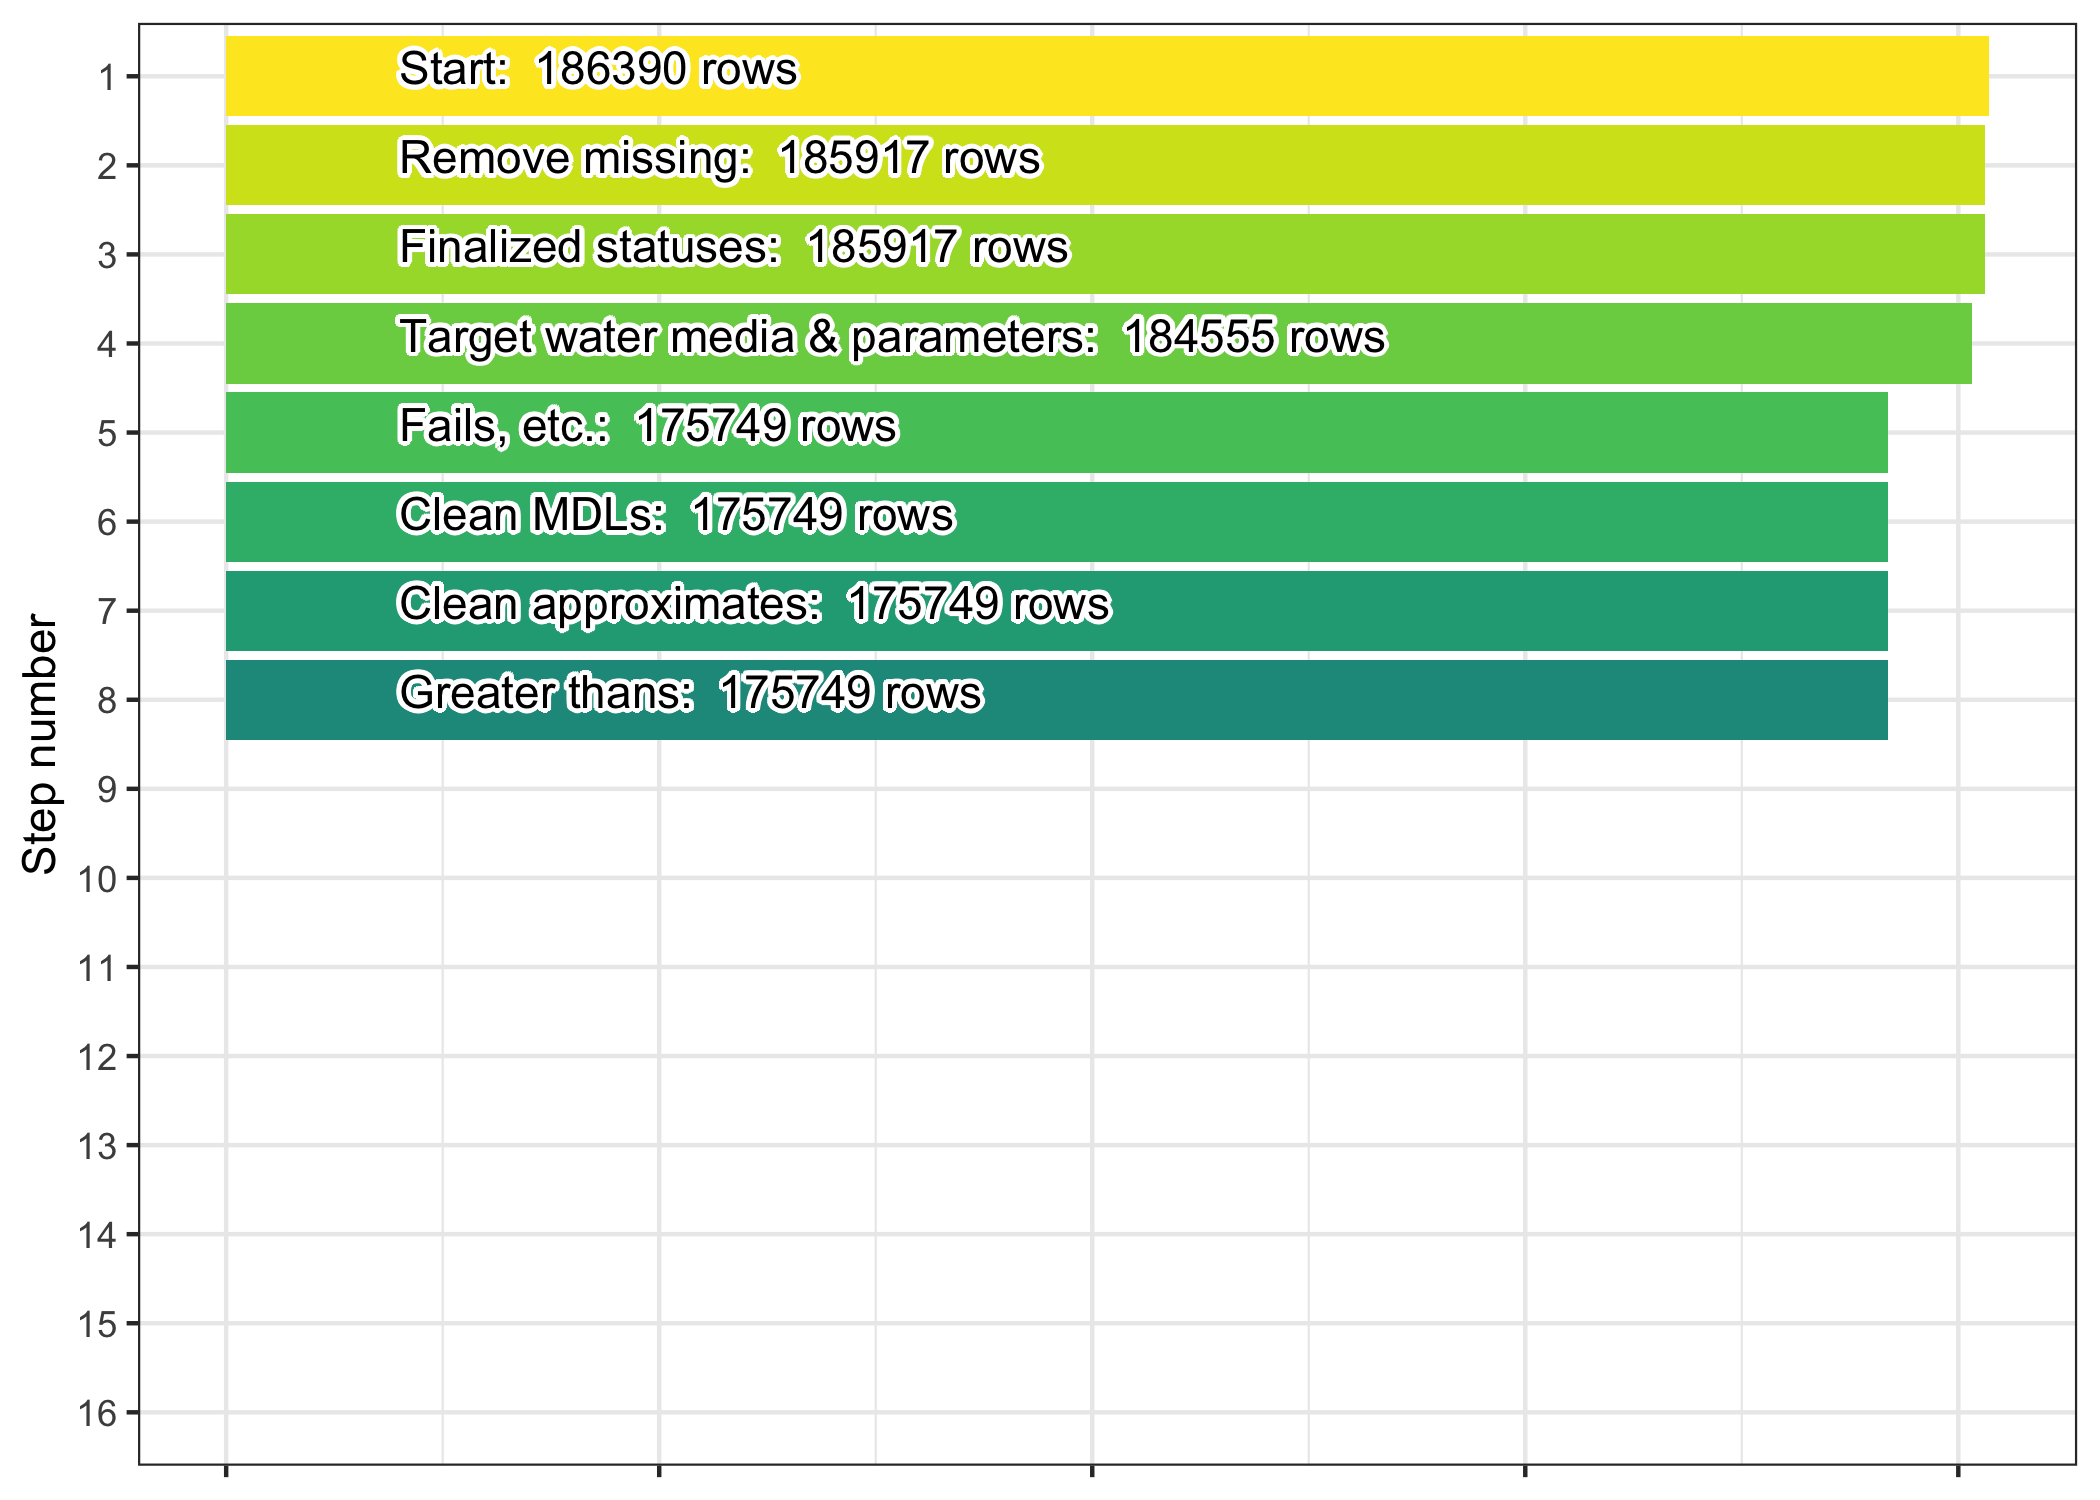 1
Start:  186390 rows
2
Remove missing:  185917 rows
3
Finalized statuses:  185917 rows
4
Target water media & parameters:  184555 rows
5
Fails, etc.:  175749 rows
6
Clean MDLs:  175749 rows
7
Clean approximates:  175749 rows
8
Greater thans:  175749 rows
9
10
11
12
13
14
15
16
Step number